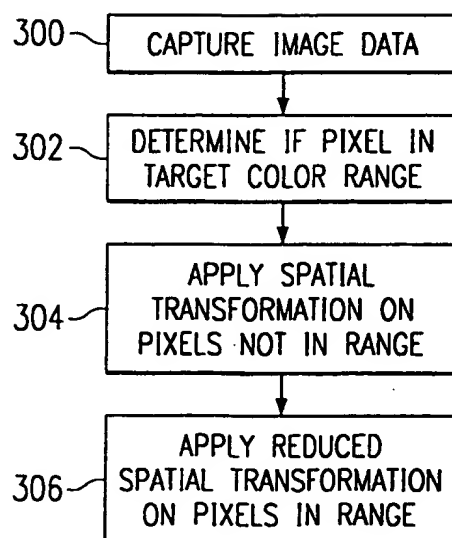 300
CAPTURE IMAGE DATA
302
DETERMINE IF PIXEL IN
TARGET COLOR RANGE
304
APPLY SPATIAL
TRANSFORMATION ON
PIXELS NOT IN RANGE
306
APPLY REDUCED
SPATIAL TRANSFORMATION
ON PIXELS IN RANGE